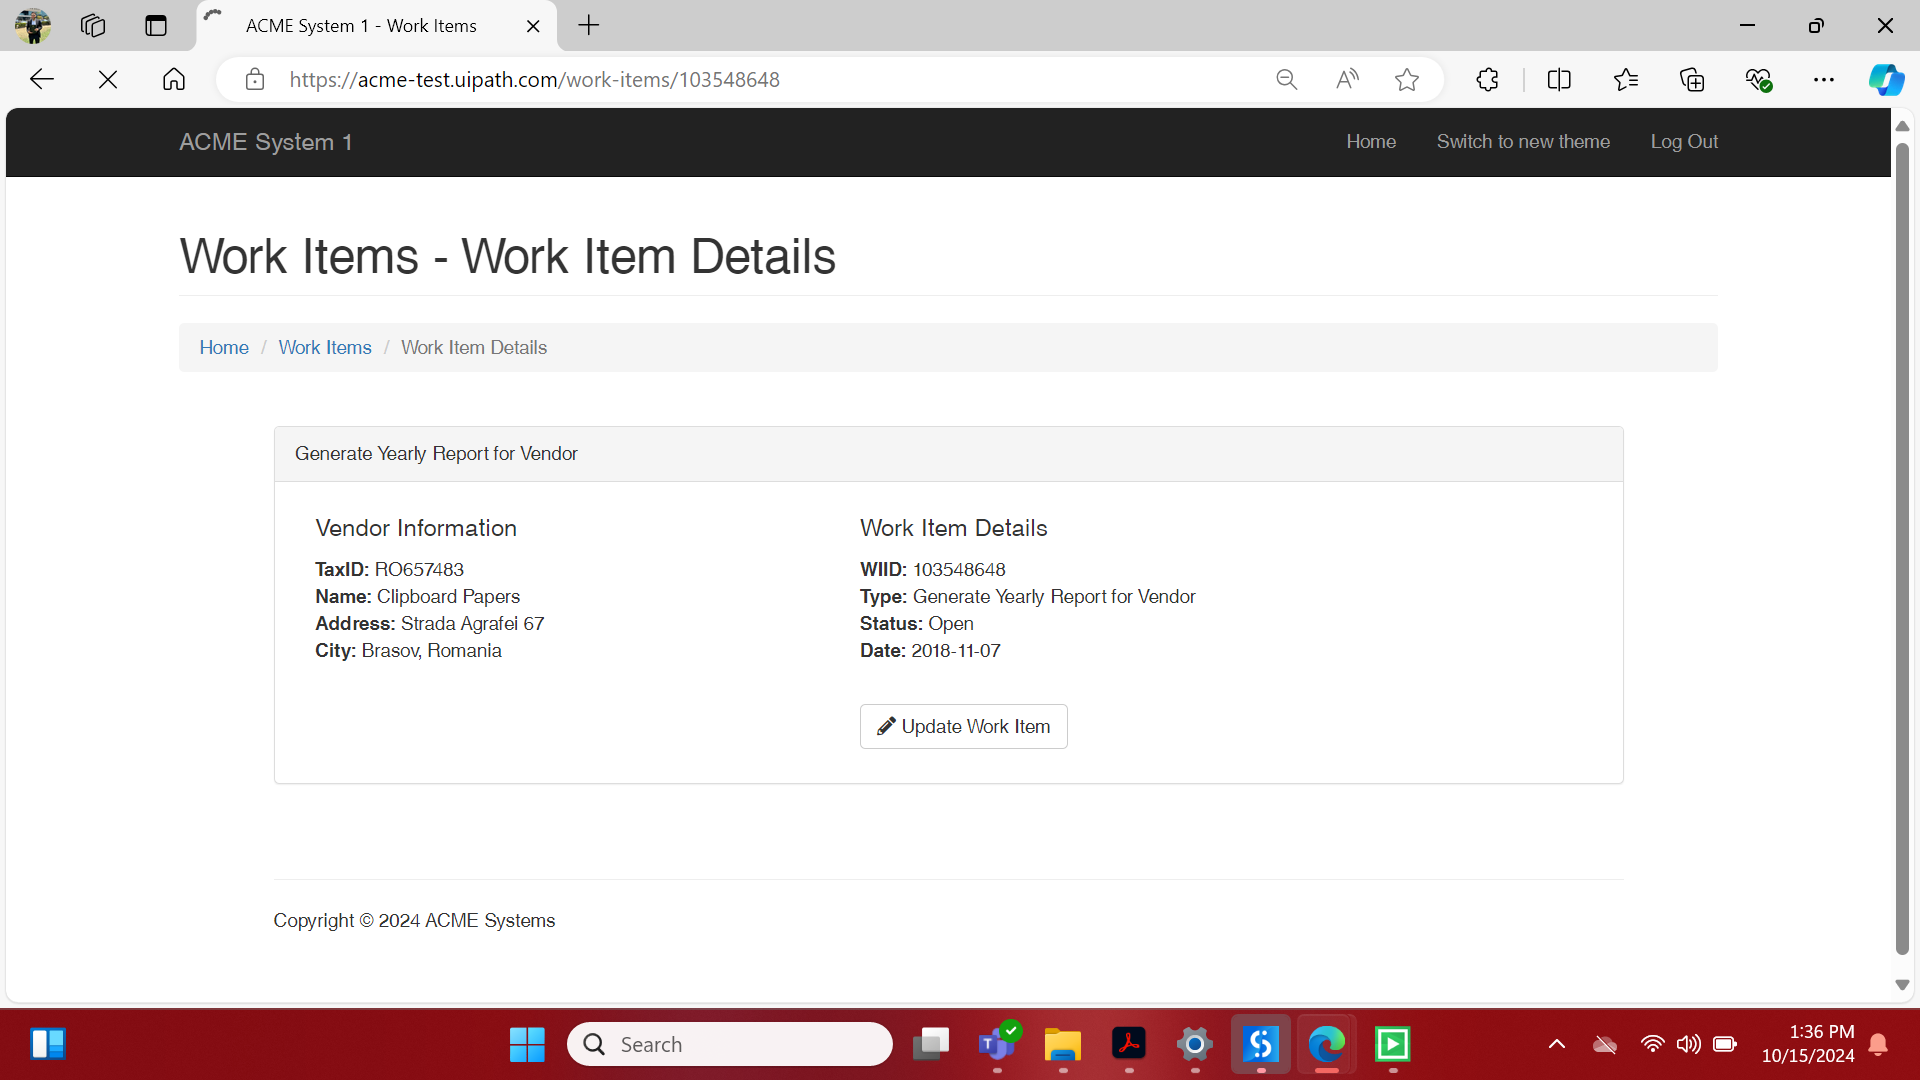 ACME System 1 - Work Items
https://acme-test.uipath.com/work-items/103548648
ACME System 1
Home
Switch to new theme
Log Out
Work Items - Work Item Details
Home / Work Items / Work Item Details
Generate Yearly Report for Vendor
Vendor Information
TaxID: RO657483
Name: Clipboard Papers
Address: Strada Agrafei 67
City: Brasov, Romania
Work Item Details
WIID: 103548648
Type: Generate Yearly Report for Vendor
Status: Open
Date: 2018-11-07
Update Work Item
Copyright © 2024 ACME Systems
Search
1:36 PM
10/15/2024